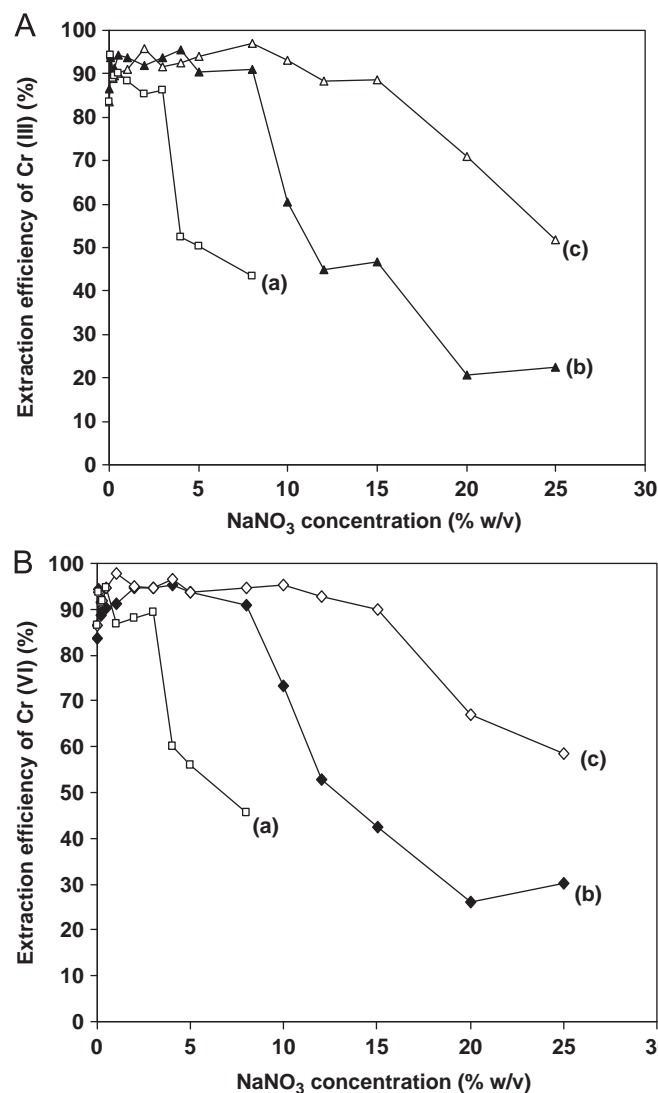 A
Extraction efficiency of Cr (III) (%)
100
90
80
70
60
50
40
30
20
10
0
(a)
(b)
(c)
0 5 10 15 20 25 30
NaNO3 concentration (% w/v)
B
Extraction efficiency of Cr (VI) (%)
100
90
80
70
60
50
40
30
20
10
0
(a)
(b)
(c)
0 5 10 15 20 25 3
NaNO3 concentration (% w/v)